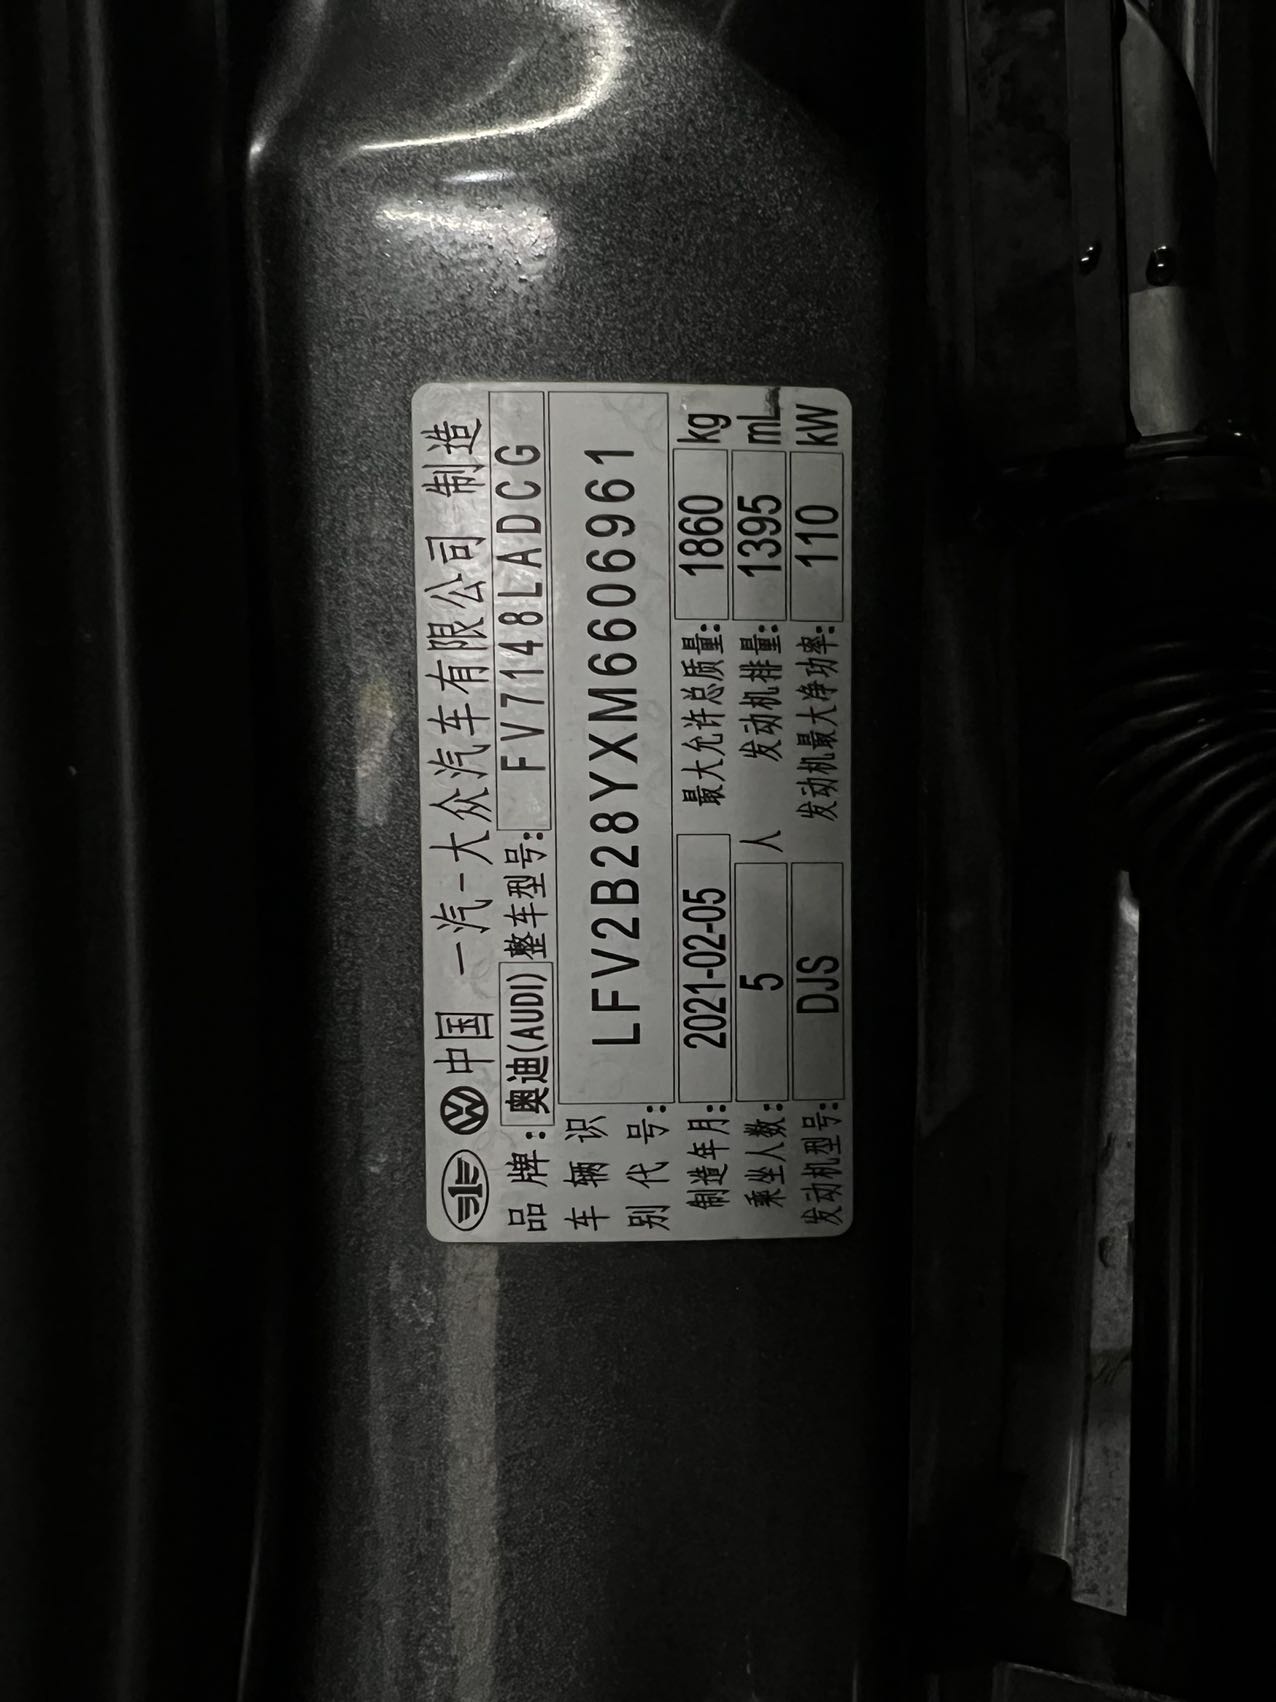 中国 一汽-大众汽车有限公司 制造
品牌: 奥迪(AUDI) 整车型号: FV7148LADCG
车辆识别代号: LFV2B28YXM6606961
制造年月: 2021-02-05 最大允许总质量: 1860 kg
乘坐人数: 5 人 发动机排量: 1395 mL
发动机型号: DJS 发动机最大净功率: 110 kW